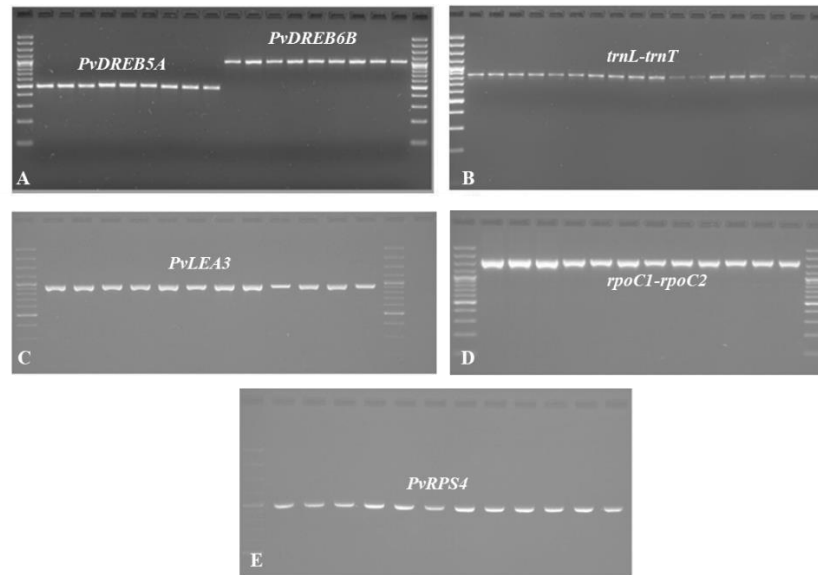 PvDREB5A
PvDREB6B
A
trnL-trnT
B
PvLEA3
C
rpoC1-rpoC2
D
PvRPS4
E